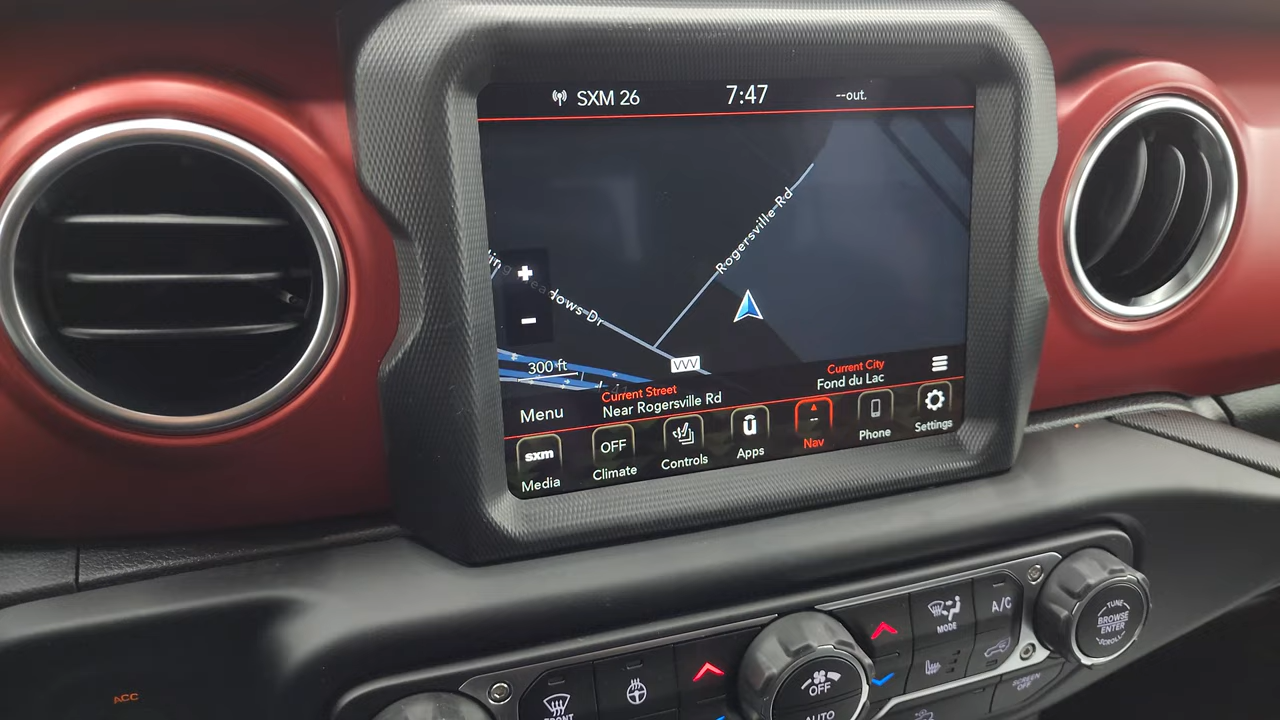 SXM 26
7:47
--out.
Rogersville Rd
adows Dr
300 ft
VVV
Current City
Fond du Lac
Current Street
Near Rogersville Rd
Menu
sxm
Media
OFF
Climate
Controls
ū
Apps
--
Nav
Phone
Settings
TUNE
BROWSE
ENTER
SCROLL
A/C
MODE
OFF
AUTO
SCREEN
OFF
FRONT
ACC